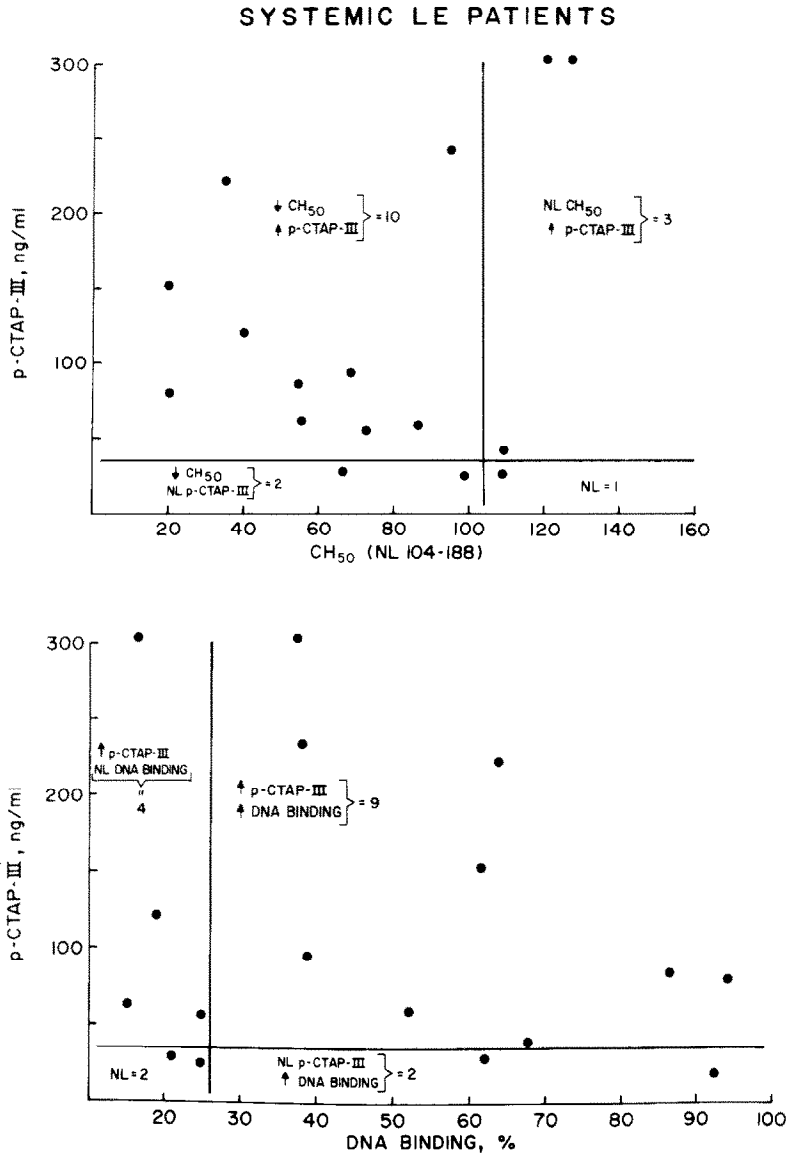 SYSTEMIC LE PATIENTS
300
200
100
p-CTAP-III, ng/ml
↓ CH50
↑ p-CTAP-III
=10
NL CH50
↑ p-CTAP-III
=3
↓ CH50
NL p-CTAP-III
=2
NL=1
20 40 60 80 100 120 140 160
CH50 (NL 104-188)
300
200
100
p-CTAP-III, ng/ml
↑ p-CTAP-III
NL DNA BINDING
"
4
↑ p-CTAP-III
↑ DNA BINDING
=9
NL=2
NL p-CTAP-III
↑ DNA BINDING
=2
20 30 40 50 60 70 80 90 100
DNA BINDING, %